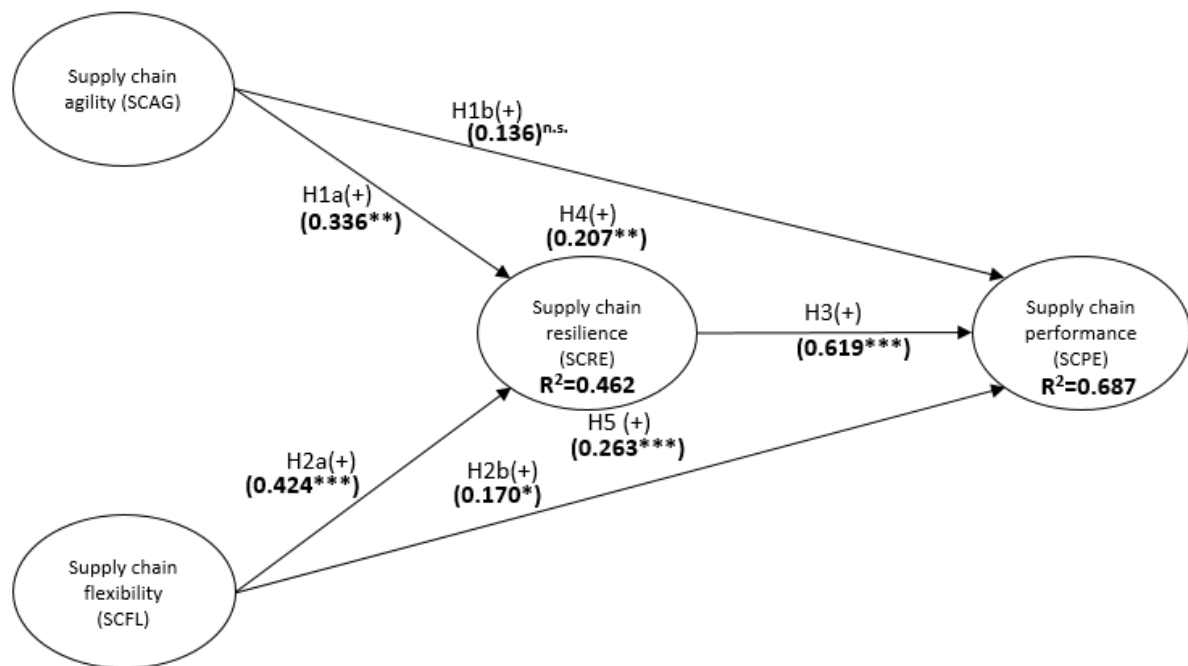 Supply chain
agility (SCAG)
H1b(+)
(0.136)n.s.
H1a(+)
(0.336**)
H4(+)
(0.207**)
Supply chain
resilience
(SCRE)
R²=0.462
H3(+)
(0.619***)
Supply chain
performance
(SCPE)
R²=0.687
H5 (+)
(0.263***)
H2a(+)
(0.424***)
H2b(+)
(0.170*)
Supply chain
flexibility
(SCFL)